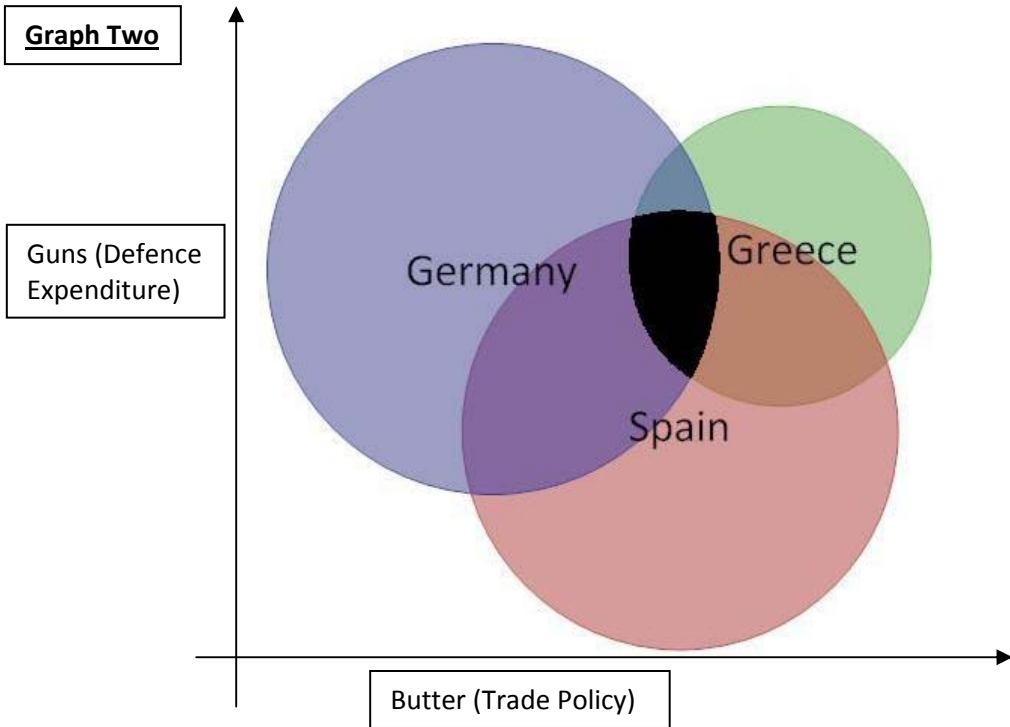 Graph Two
Guns (Defence
Expenditure)
Germany
Greece
Spain
Butter (Trade Policy)